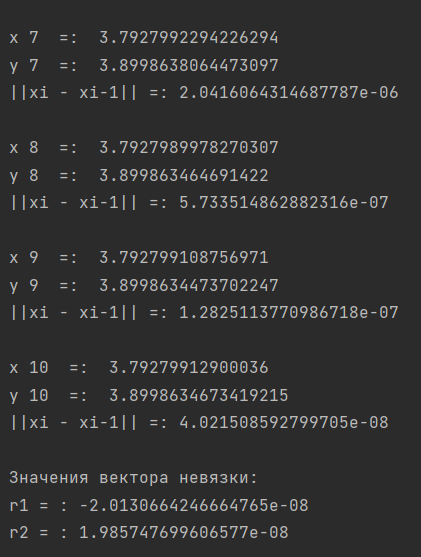 x 7  =:  3.7927992294226294
y 7  =:  3.8998638064473097
||xi - xi-1|| =: 2.0416064314687787e-06
x 8  =:  3.7927989978270307
y 8  =:  3.899863464691422
||xi - xi-1|| =: 5.733514862882316e-07
x 9  =:  3.792799108756971
y 9  =:  3.8998634473702247
||xi - xi-1|| =: 1.2825113770986718e-07
x 10  =:  3.79279912900036
y 10  =:  3.8998634673419215
||xi - xi-1|| =: 4.021508592799705e-08
Значения вектора невязки:
r1 = : -2.0130664246664765e-08
r2 = : 1.985747699606577e-08